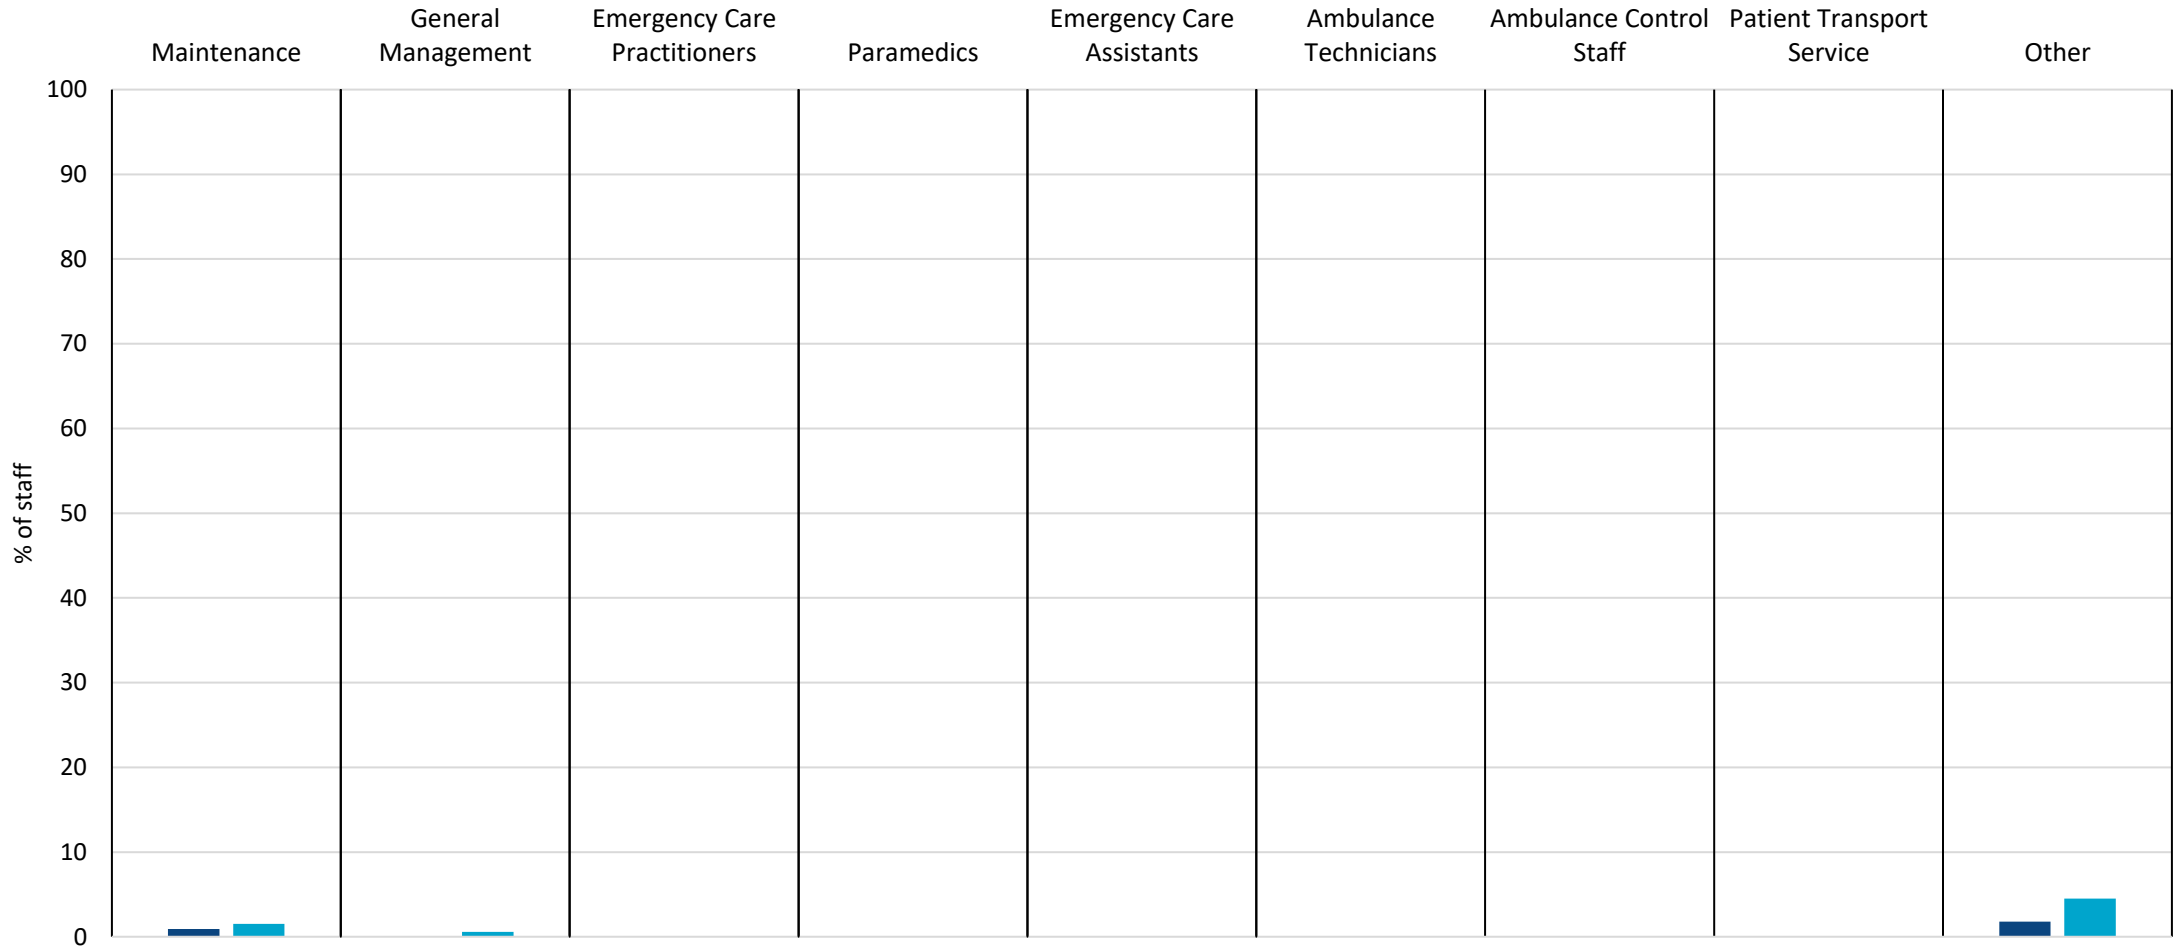 Maintenance
General
Management
Emergency Care
Practitioners
Paramedics
Emergency Care
Assistants
Ambulance
Technicians
Ambulance Control
Staff
Patient Transport
Service
Other
% of staff
100
90
80
70
60
50
40
30
20
10
0